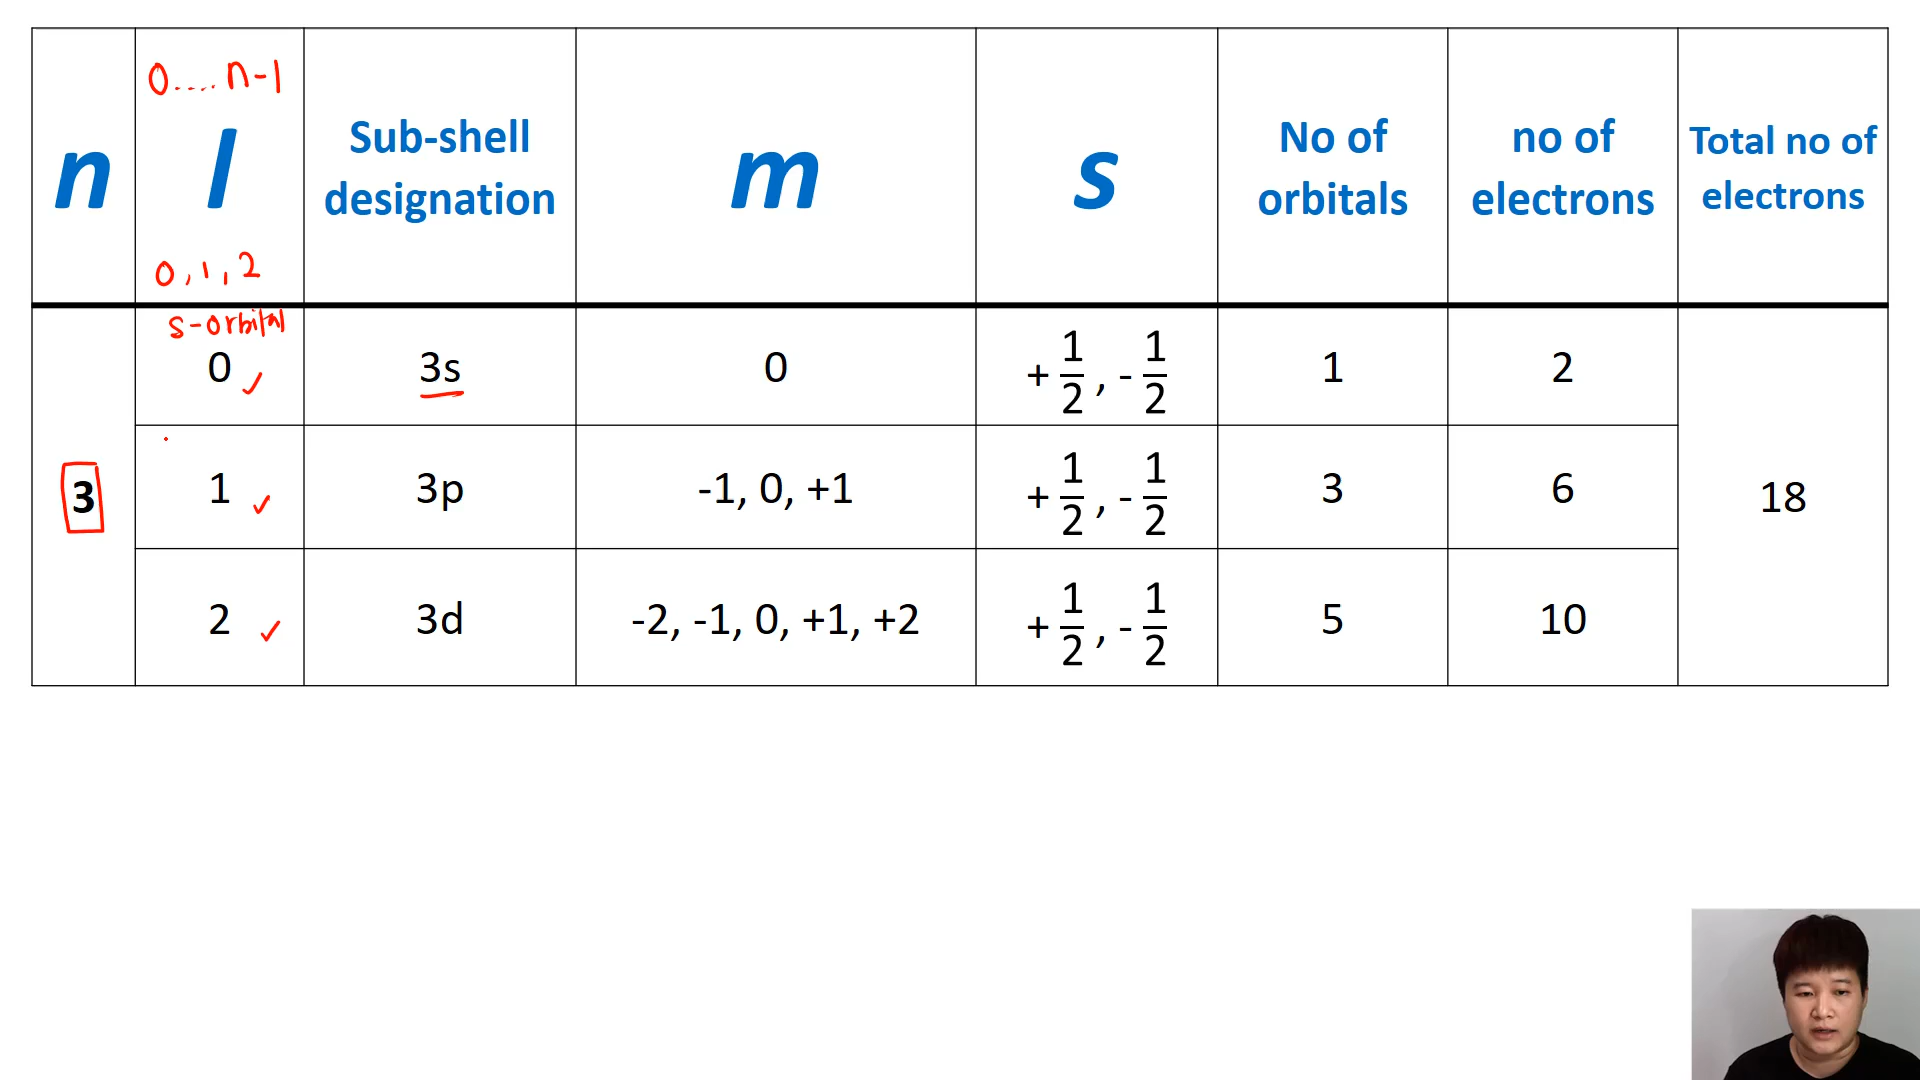 0....n-1
n l Sub-shell designation m s No of orbitals no of electrons Total no of electrons
0, 1, 2
s-orbital
0 3s 0 +1/2, -1/2 1 2
3 1 3p -1, 0, +1 +1/2, -1/2 3 6 18
2 3d -2, -1, 0, +1, +2 +1/2, -1/2 5 10